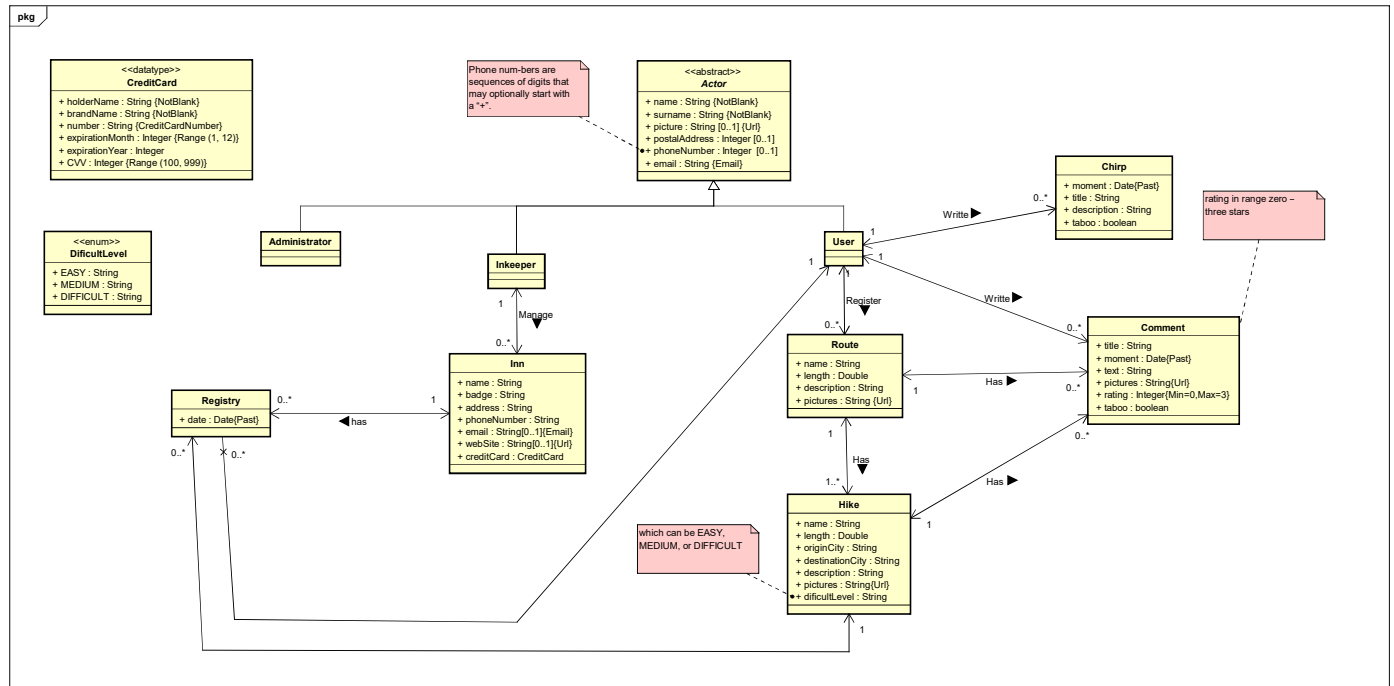 pkg
<<datatype>>
CreditCard
+ holderName : String {NotBlank}
+ brandName : String {NotBlank}
+ number : String {CreditCardNumber}
+ expirationMonth : Integer {Range (1, 12)}
+ expirationYear : Integer
+ CVV : Integer {Range (100, 999)}
Phone num-bers are
sequences of digits that
may optionally start with
a “+”.
<<abstract>>
Actor
+ name : String {NotBlank}
+ surname : String {NotBlank}
+ picture : String [0..1] {Url}
+ postalAddress : Integer [0..1]
+ phoneNumber : Integer [0..1]
+ email : String {Email}
Chirp
+ moment : Date{Past}
+ title : String
+ description : String
+ taboo : boolean
rating in range zero –
three stars
<<enum>>
DificultLevel
+ EASY : String
+ MEDIUM : String
+ DIFFICULT : String
Administrator
Inkeeper
User
0..*
Writte
1
1
1
1
Writte
0..*
Register
0..*
1
Manage
0..*
Comment
+ title : String
+ moment : Date{Past}
+ text : String
+ pictures : String{Url}
+ rating : Integer{Min=0,Max=3}
+ taboo : boolean
Route
+ name : String
+ length : Double
+ description : String
+ pictures : String {Url}
1
Has
0..*
Inn
+ name : String
+ badge : String
+ address : String
+ phoneNumber : String
+ email : String[0..1]{Email}
+ webSite : String[0..1]{Url}
+ creditCard : CreditCard
Registry
+ date : Date{Past}
0..*
1
has
0..*
0..*
1
Has
1..*
0..*
Has
1
Hike
+ name : String
+ length : Double
+ originCity : String
+ destinationCity : String
+ description : String
+ pictures : String{Url}
+ dificultLevel : String
which can be EASY,
MEDIUM, or DIFFICULT
1